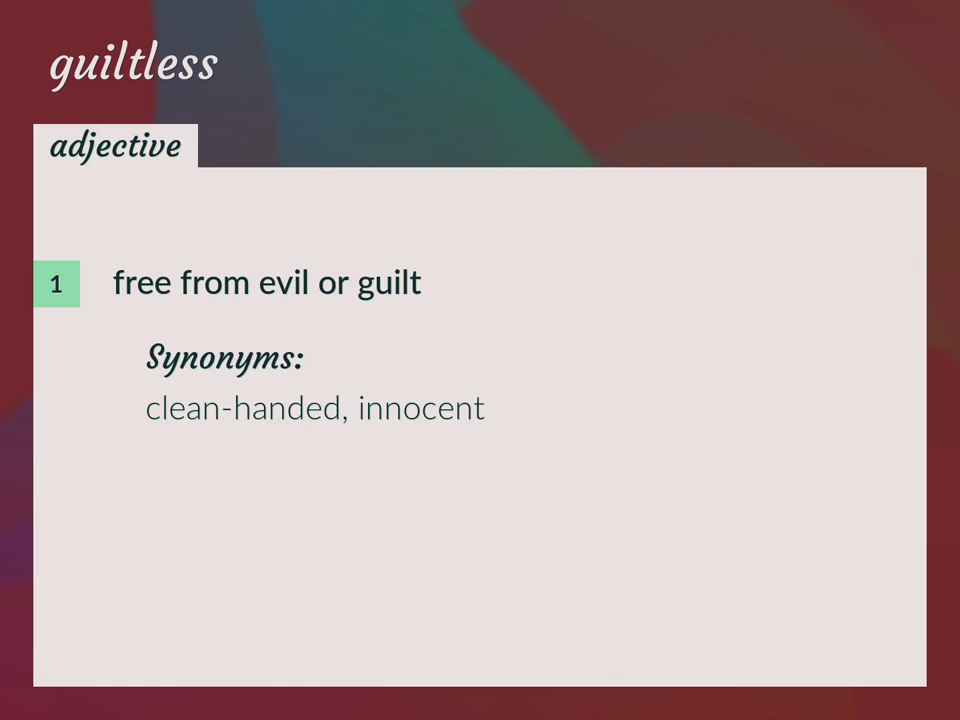 guiltless
adjective
1 free from evil or guilt
Synonyms:
clean-handed, innocent